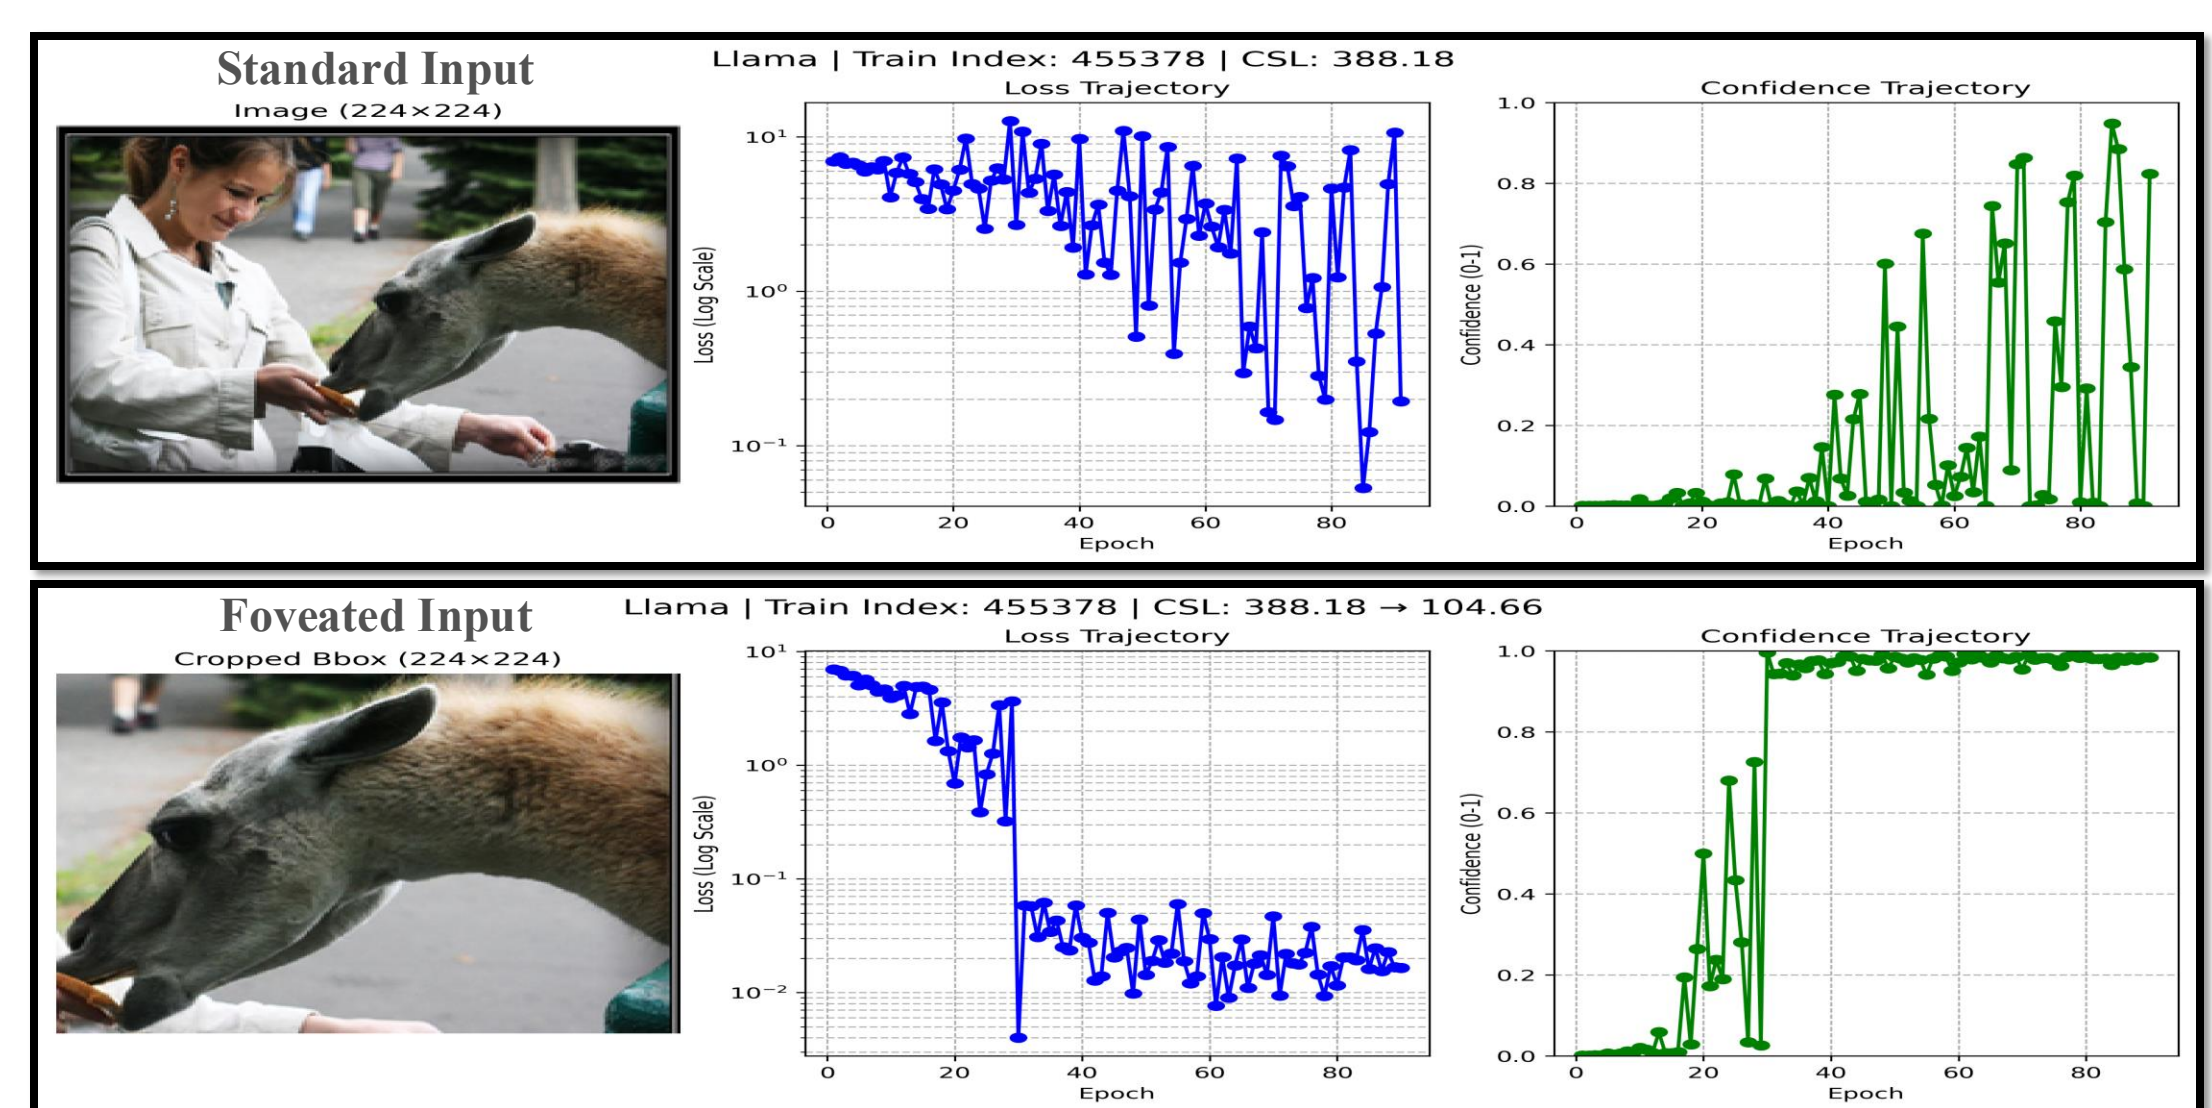 Standard Input
Llama | Train Index: 455378 | CSL: 388.18
Image (224×224)
Loss Trajectory
Loss (Log Scale)
10¹
10⁰
10⁻¹
0 20 40 60 80
Epoch
Confidence Trajectory
Confidence (0-1)
1.0
0.8
0.6
0.4
0.2
0.0
0 20 40 60 80
Epoch
Foveated Input
Llama | Train Index: 455378 | CSL: 388.18 → 104.66
Cropped Bbox (224×224)
Loss Trajectory
Loss (Log Scale)
10¹
10⁰
10⁻¹
10⁻²
0 20 40 60 80
Epoch
Confidence Trajectory
Confidence (0-1)
1.0
0.8
0.6
0.4
0.2
0.0
0 20 40 60 80
Epoch